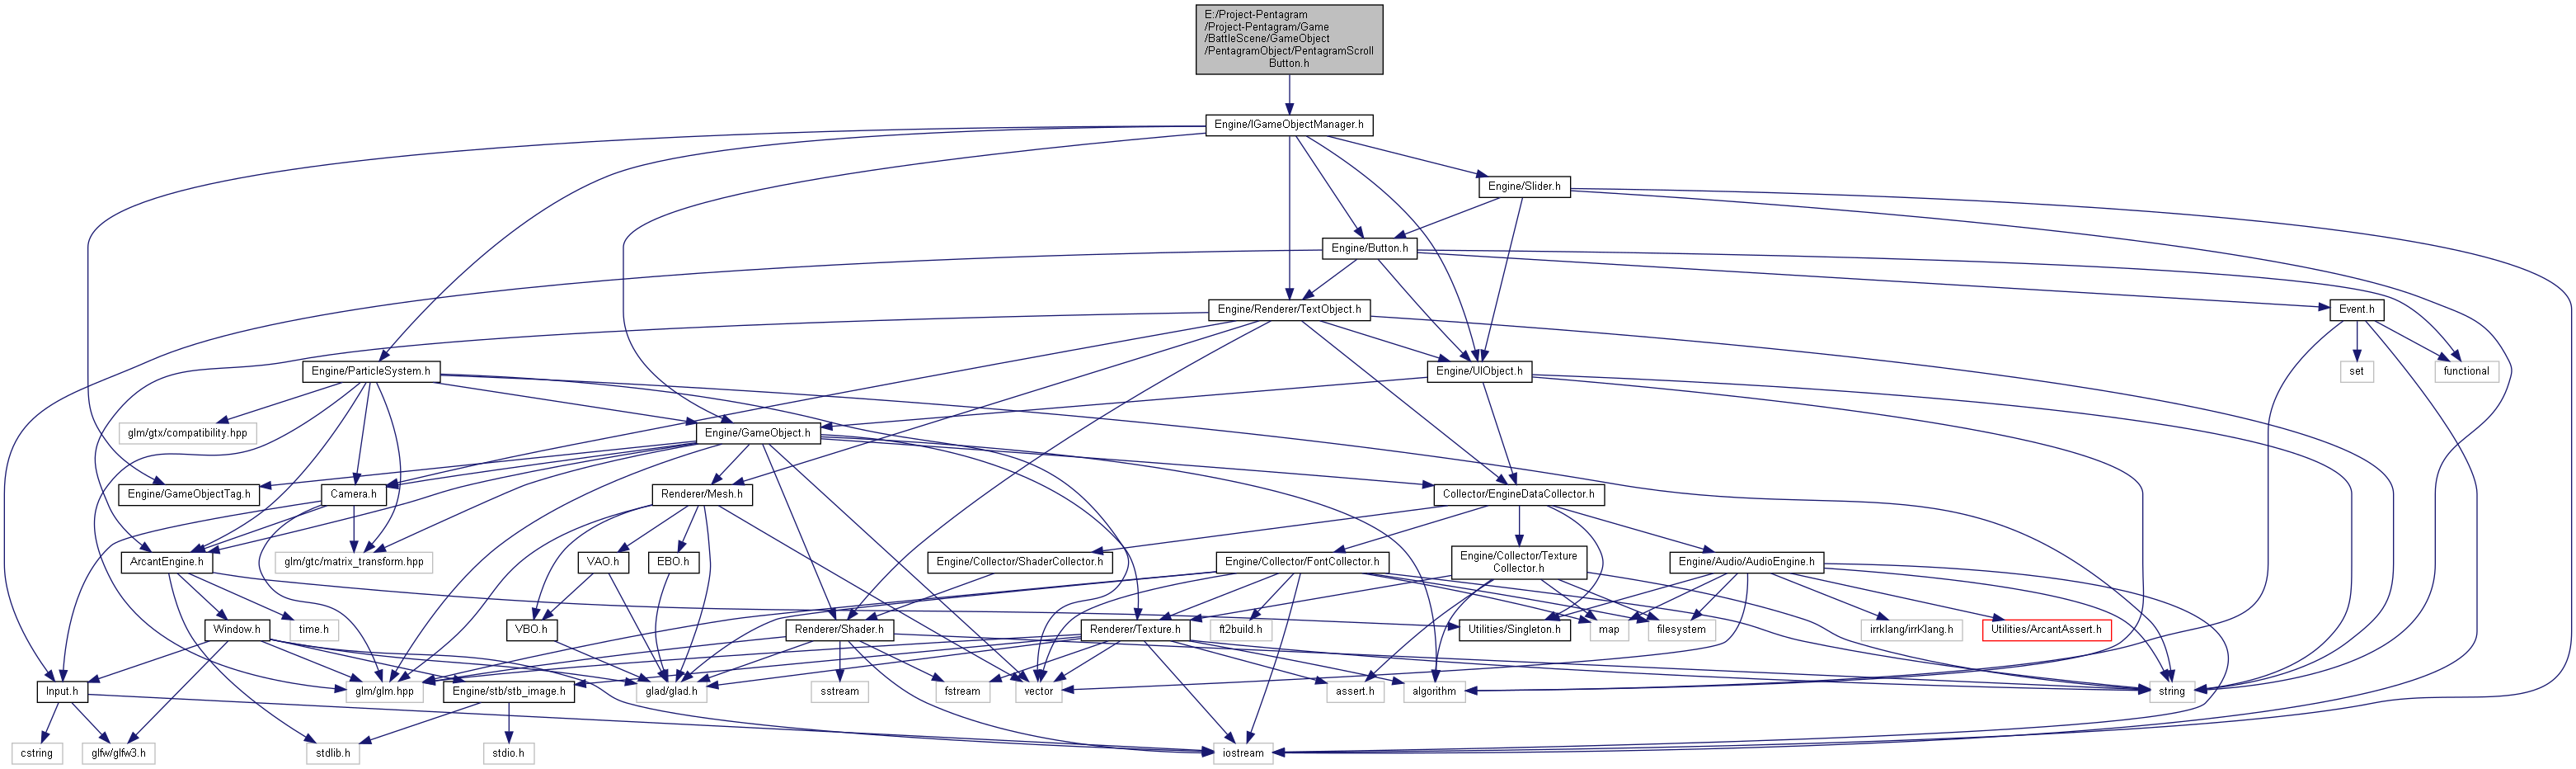 E:/Project-Pentagram
/Project-Pentagram/Game
/BattleScene/GameObject
/PentagramObject/PentagramScroll
Button.h
Engine/IGameObjectManager.h
Engine/Slider.h
Engine/Button.h
Engine/Renderer/TextObject.h
Event.h
Engine/ParticleSystem.h
Engine/UIObject.h
set
functional
glm/gtx/compatibility.hpp
Engine/GameObject.h
Engine/GameObjectTag.h
Camera.h
Renderer/Mesh.h
Collector/EngineDataCollector.h
ArcantEngine.h
glm/gtc/matrix_transform.hpp
VAO.h
EBO.h
Engine/Collector/ShaderCollector.h
Engine/Collector/FontCollector.h
Engine/Collector/Texture
Collector.h
Engine/Audio/AudioEngine.h
Window.h
time.h
VBO.h
Renderer/Shader.h
Renderer/Texture.h
ft2build.h
Utilities/Singleton.h
map
filesystem
irrklang/irrKlang.h
Utilities/ArcantAssert.h
Input.h
glm/glm.hpp
Engine/stb/stb_image.h
glad/glad.h
sstream
fstream
vector
assert.h
algorithm
string
cstring
glfw/glfw3.h
stdlib.h
stdio.h
iostream